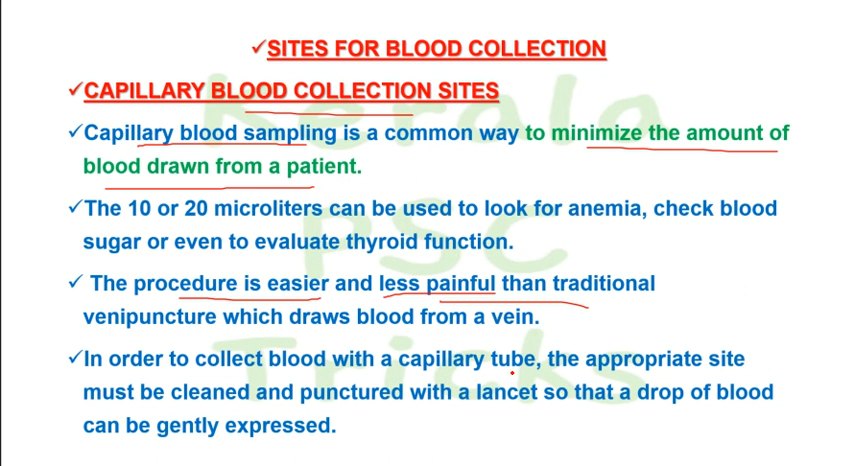 ✓SITES FOR BLOOD COLLECTION
✓CAPILLARY BLOOD COLLECTION SITES
✓Capillary blood sampling is a common way to minimize the amount of
blood drawn from a patient.
✓The 10 or 20 microliters can be used to look for anemia, check blood
sugar or even to evaluate thyroid function.
✓ The procedure is easier and less painful than traditional
venipuncture which draws blood from a vein.
✓In order to collect blood with a capillary tube, the appropriate site
must be cleaned and punctured with a lancet so that a drop of blood
can be gently expressed.
Kerala
PSC
Tricks